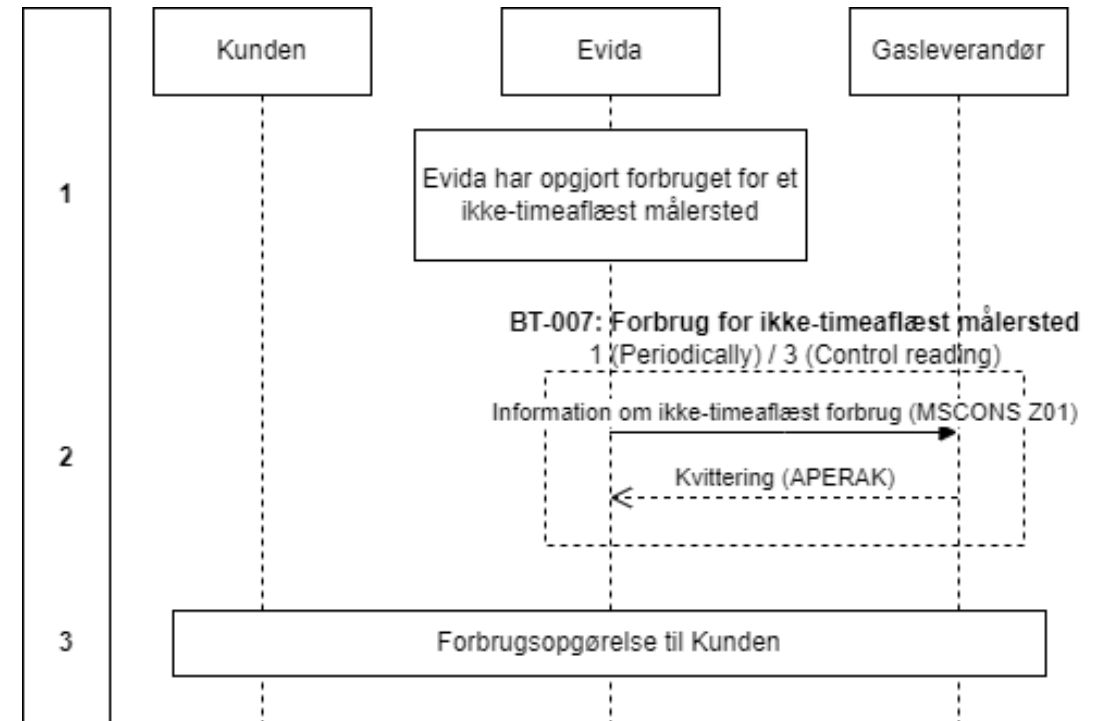 Kunden
Evida
Gasleverandør
1
Evida har opgjort forbruget for et
ikke-timeaflæst målersted
BT-007: Forbrug for ikke-timeaflæst målersted
1 (Periodically) / 3 (Control reading)
2
Information om ikke-timeaflæst forbrug (MSCONS Z01)
Kvittering (APERAK)
3
Forbrugsopgørelse til Kunden